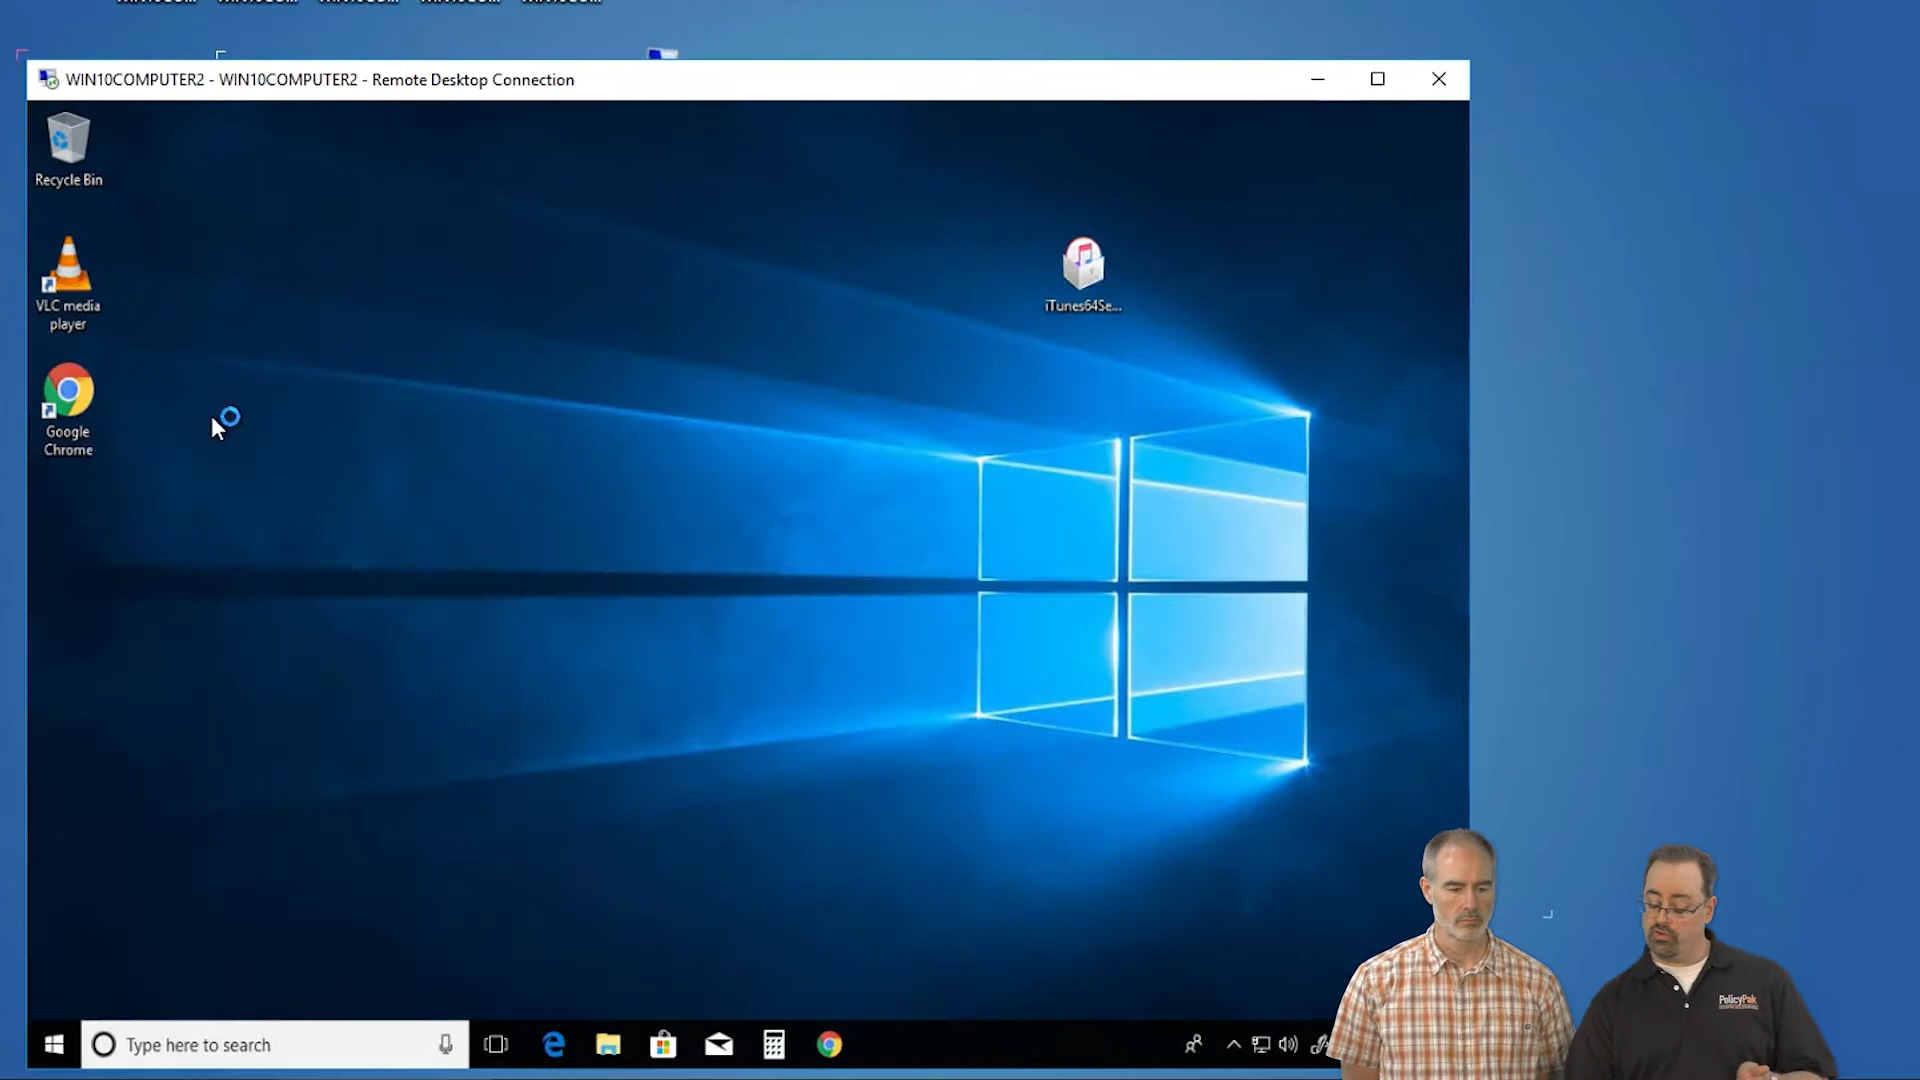 WIN10COMPUTER2 - WIN10COMPUTER2 - Remote Desktop Connection
Recycle Bin
VLC media
player
iTunes64Se...
Google
Chrome
PolicyPak
Type here to search